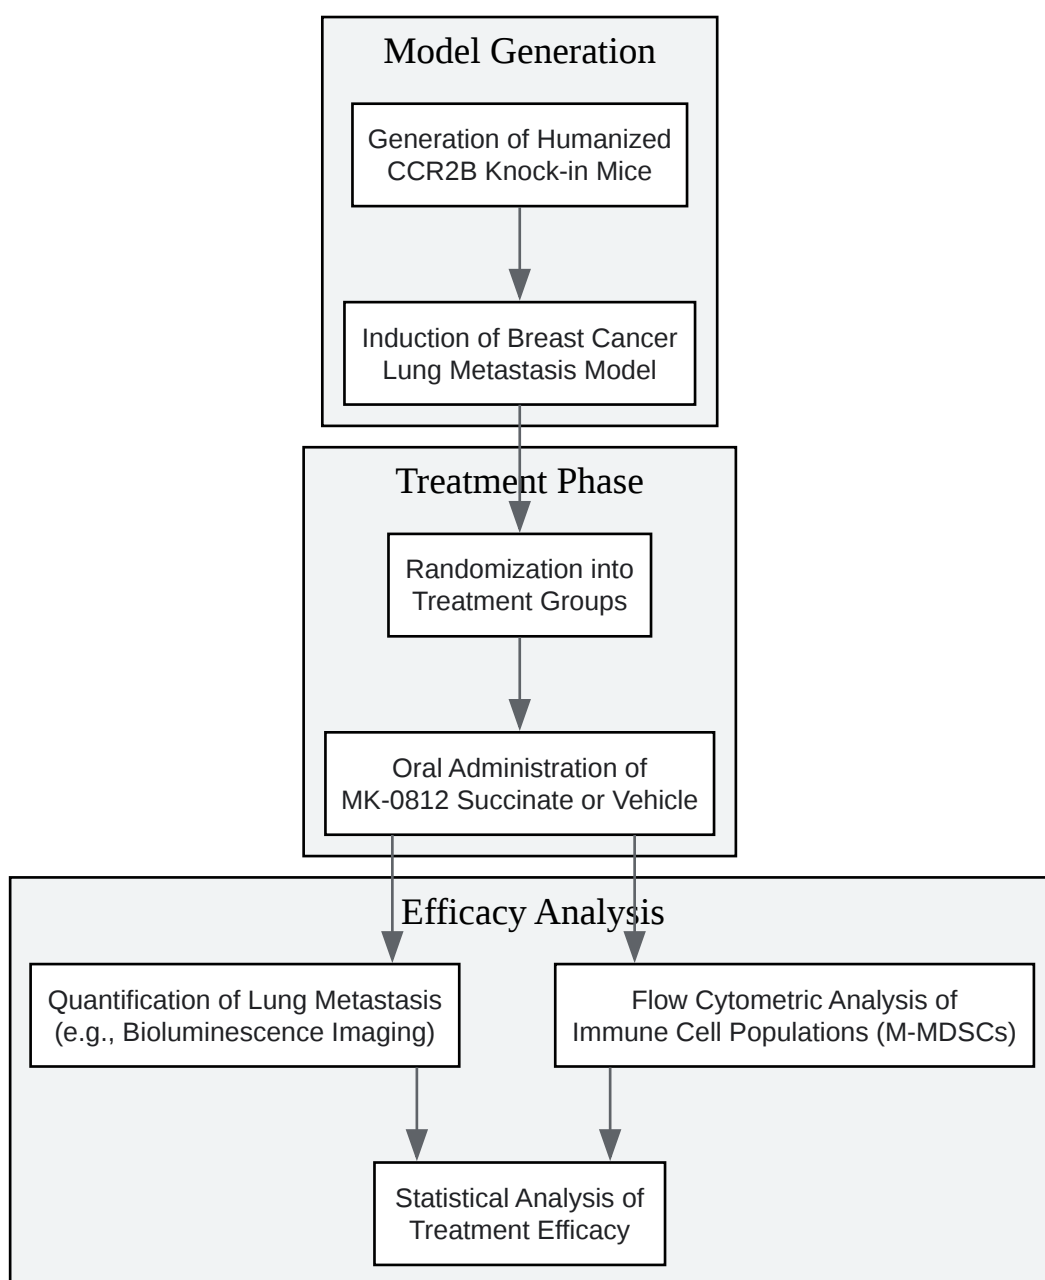 Model Generation
Generation of Humanized
CCR2B Knock-in Mice
Induction of Breast Cancer
Lung Metastasis Model
Treatment Phase
Randomization into
Treatment Groups
Oral Administration of
MK-0812 Succinate or Vehicle
Efficacy Analysis
Quantification of Lung Metastasis
(e.g., Bioluminescence Imaging)
Flow Cytometric Analysis of
Immune Cell Populations (M-MDSCs)
Statistical Analysis of
Treatment Efficacy